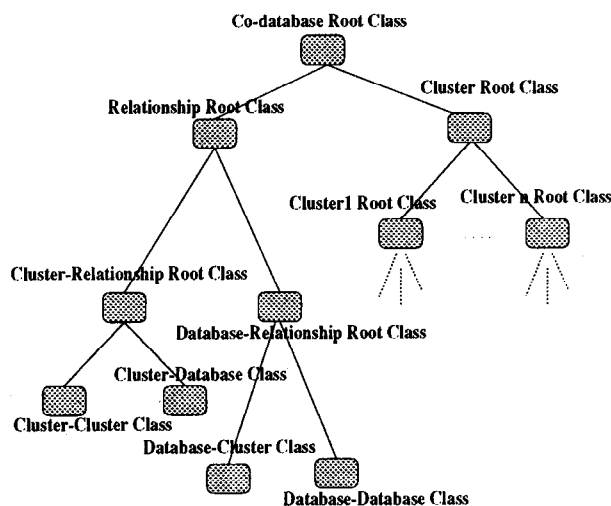 Co-database Root Class
Cluster Root Class
Relationship Root Class
Cluster1 Root Class
Cluster n Root Class
Cluster-Relationship Root Class
Database-Relationship Root Class
Cluster-Database Class
Cluster-Cluster Class
Database-Cluster Class
Database-Database Class